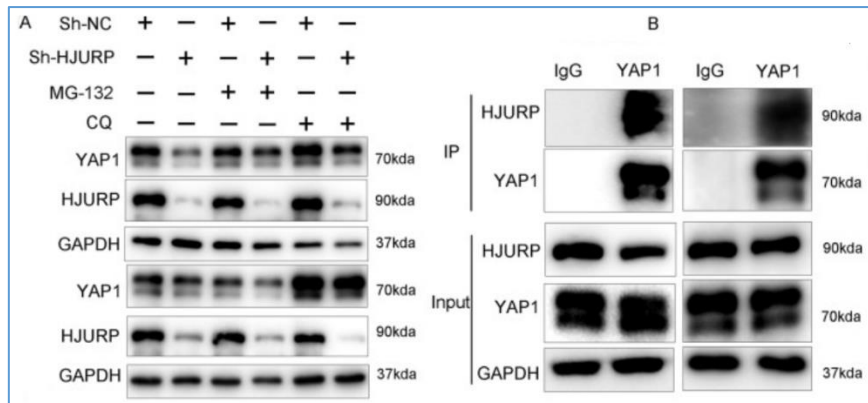 A
Sh-NC + − + − + −
Sh-HJURP − + − + − +
MG-132 − − + + − −
CQ − − − − + +
YAP1 70kda
HJURP 90kda
GAPDH 37kda
YAP1 70kda
HJURP 90kda
GAPDH 37kda
B
IgG YAP1 IgG YAP1
IP
HJURP 90kda
YAP1 70kda
Input
HJURP 90kda
YAP1 70kda
GAPDH 37kda